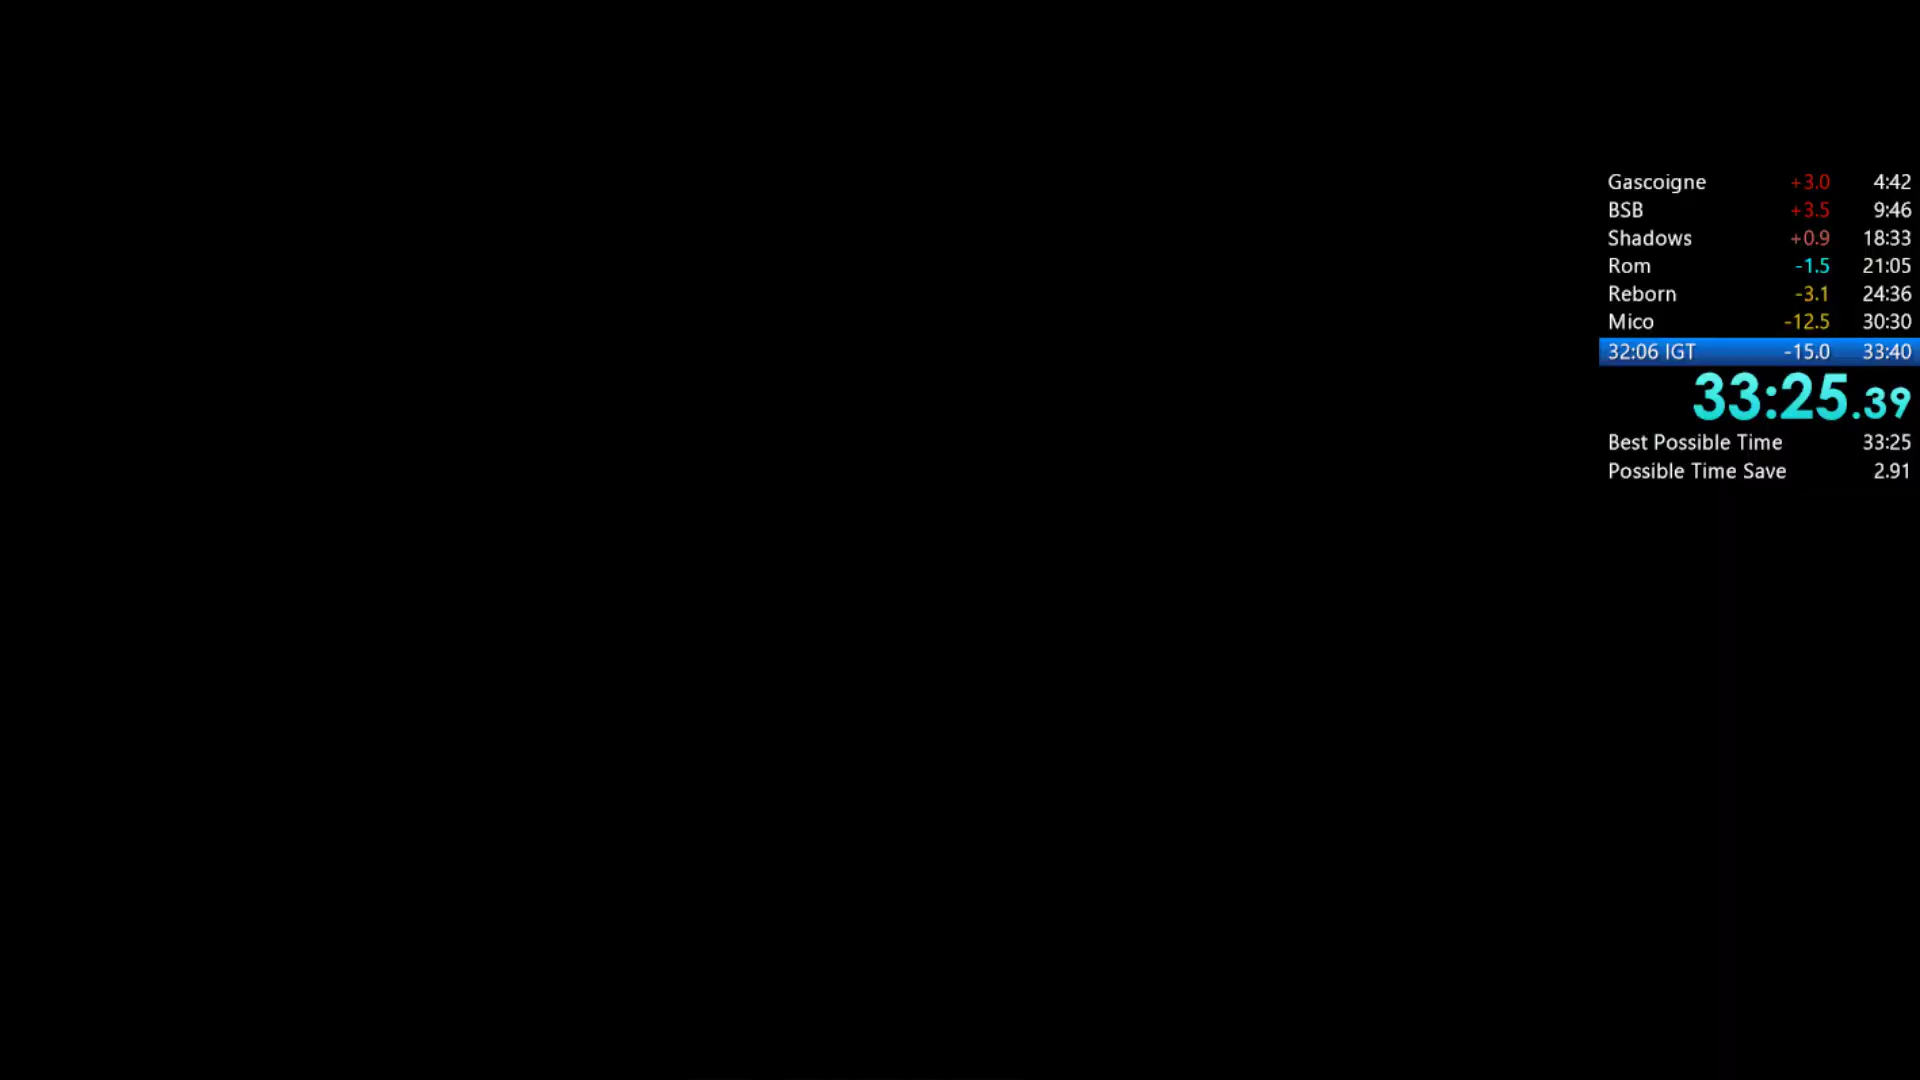 Gascoigne +3.0 4:42
BSB +3.5 9:46
Shadows +0.9 18:33
Rom -1.5 21:05
Reborn -3.1 24:36
Mico -12.5 30:30
32:06 IGT -15.0 33:40
33:25.39
Best Possible Time 33:25
Possible Time Save 2.91